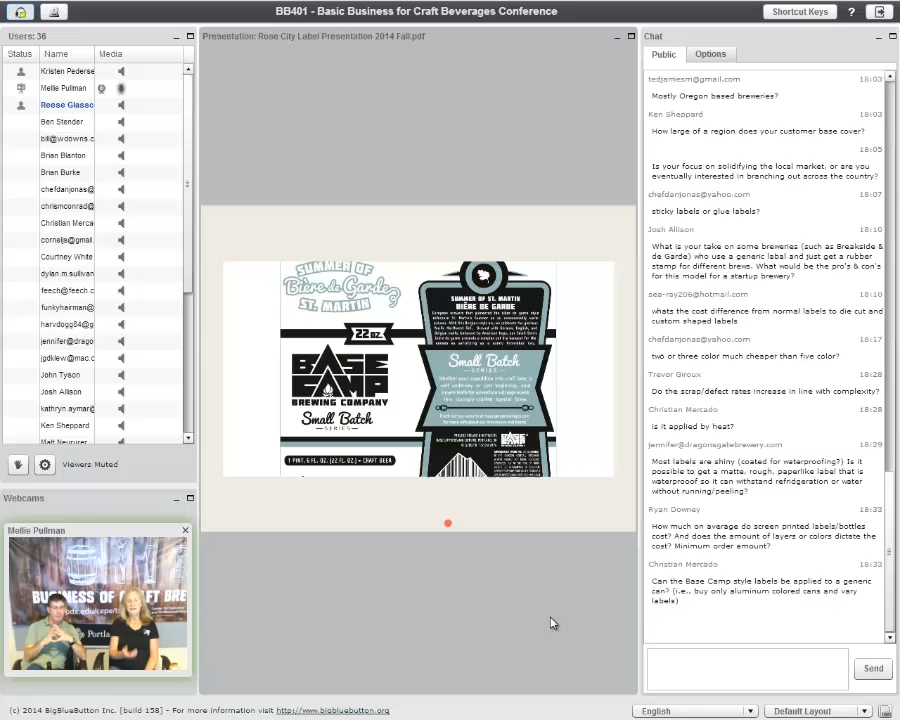 BB401 - Basic Business for Craft Beverages Conference
Shortcut Keys
?
Users: 36
Status Name Media
Kristen Pederse
Mellie Pullman
Reese Glassc
Ben Stender
bill@wdowns.c
Brian Blanton
Brian Burke
chefdanjonas@
chrismconrad@
Christian Merca
cornelje@gmail.
Courtney White
dylan.m.sullivan
feech@feech.c
funkyhairman@
harvdogg84@g
jennifer@drago
jgdklew@mac.c
John Tyson
Josh Allison
kathryn.aymar@
Ken Sheppard
Matt Neururer
Viewers Muted
Webcams
Mellie Pullman
BUSINESS OF CRAFT BRE
pdx.edu/cepe/b
Portla
Presentation: Rose City Label Presentation 2014 Fall.pdf
SUMMER OF
Bière de Garde
ST. MARTIN
22 OZ.
BASE
CAMP
BREWING COMPANY
Small Batch
SERIES
1 PINT, 6 FL. OZ. (22 FL. OZ.) • CRAFT BEER
SUMMER OF ST. MARTIN
BIÈRE DE GARDE
Small Batch
SERIES
Chat
Public Options
tedjamesm@gmail.com 18:03
Mostly Oregon based breweries?
Ken Sheppard 18:03
How large of a region does your customer base cover?
18:05
Is your focus on solidifying the local market, or are you
eventually interested in branching out across the country?
chefdanjonas@yahoo.com 18:07
sticky labels or glue labels?
Josh Allison 18:10
What is your take on some breweries (such as Breakside &
de Garde) who use a generic labal and just get a rubber
stamp for different brews. What would be the pro's & con's
for this model for a startup brewery?
sea-ray206@hotmail.com 18:10
whats the cost difference from normal labels to die cut and
custom shaped labels
chefdanjonas@yahoo.com 18:17
two or three color much cheaper than five color?
Trevor Giroux 18:28
Do the scrap/defect rates increase in line with complexity?
Christian Mercado 18:28
Is it applied by heat?
jennifer@dragonsgatebrewery.com 18:29
Most labels are shiny (coated for waterproofing?) Is it
possible to get a matte, rough, paperlike label that is
waterprooof so it can withstand refridgeration or water
without running/peeling?
Ryan Downey 18:33
How much on average do screen printed labels/bottles
cost? And does the amount of layers or colors dictate the
cost? Minimum order amount?
Christian Mercado 18:33
Can the Base Camp style labels be applied to a generic
can? (i.e., buy only aluminum colored cans and vary
labels)
Send
(c) 2014 BigBlueButton Inc. [build 158] - For more information visit http://www.bigbluebutton.org
English
Default Layout